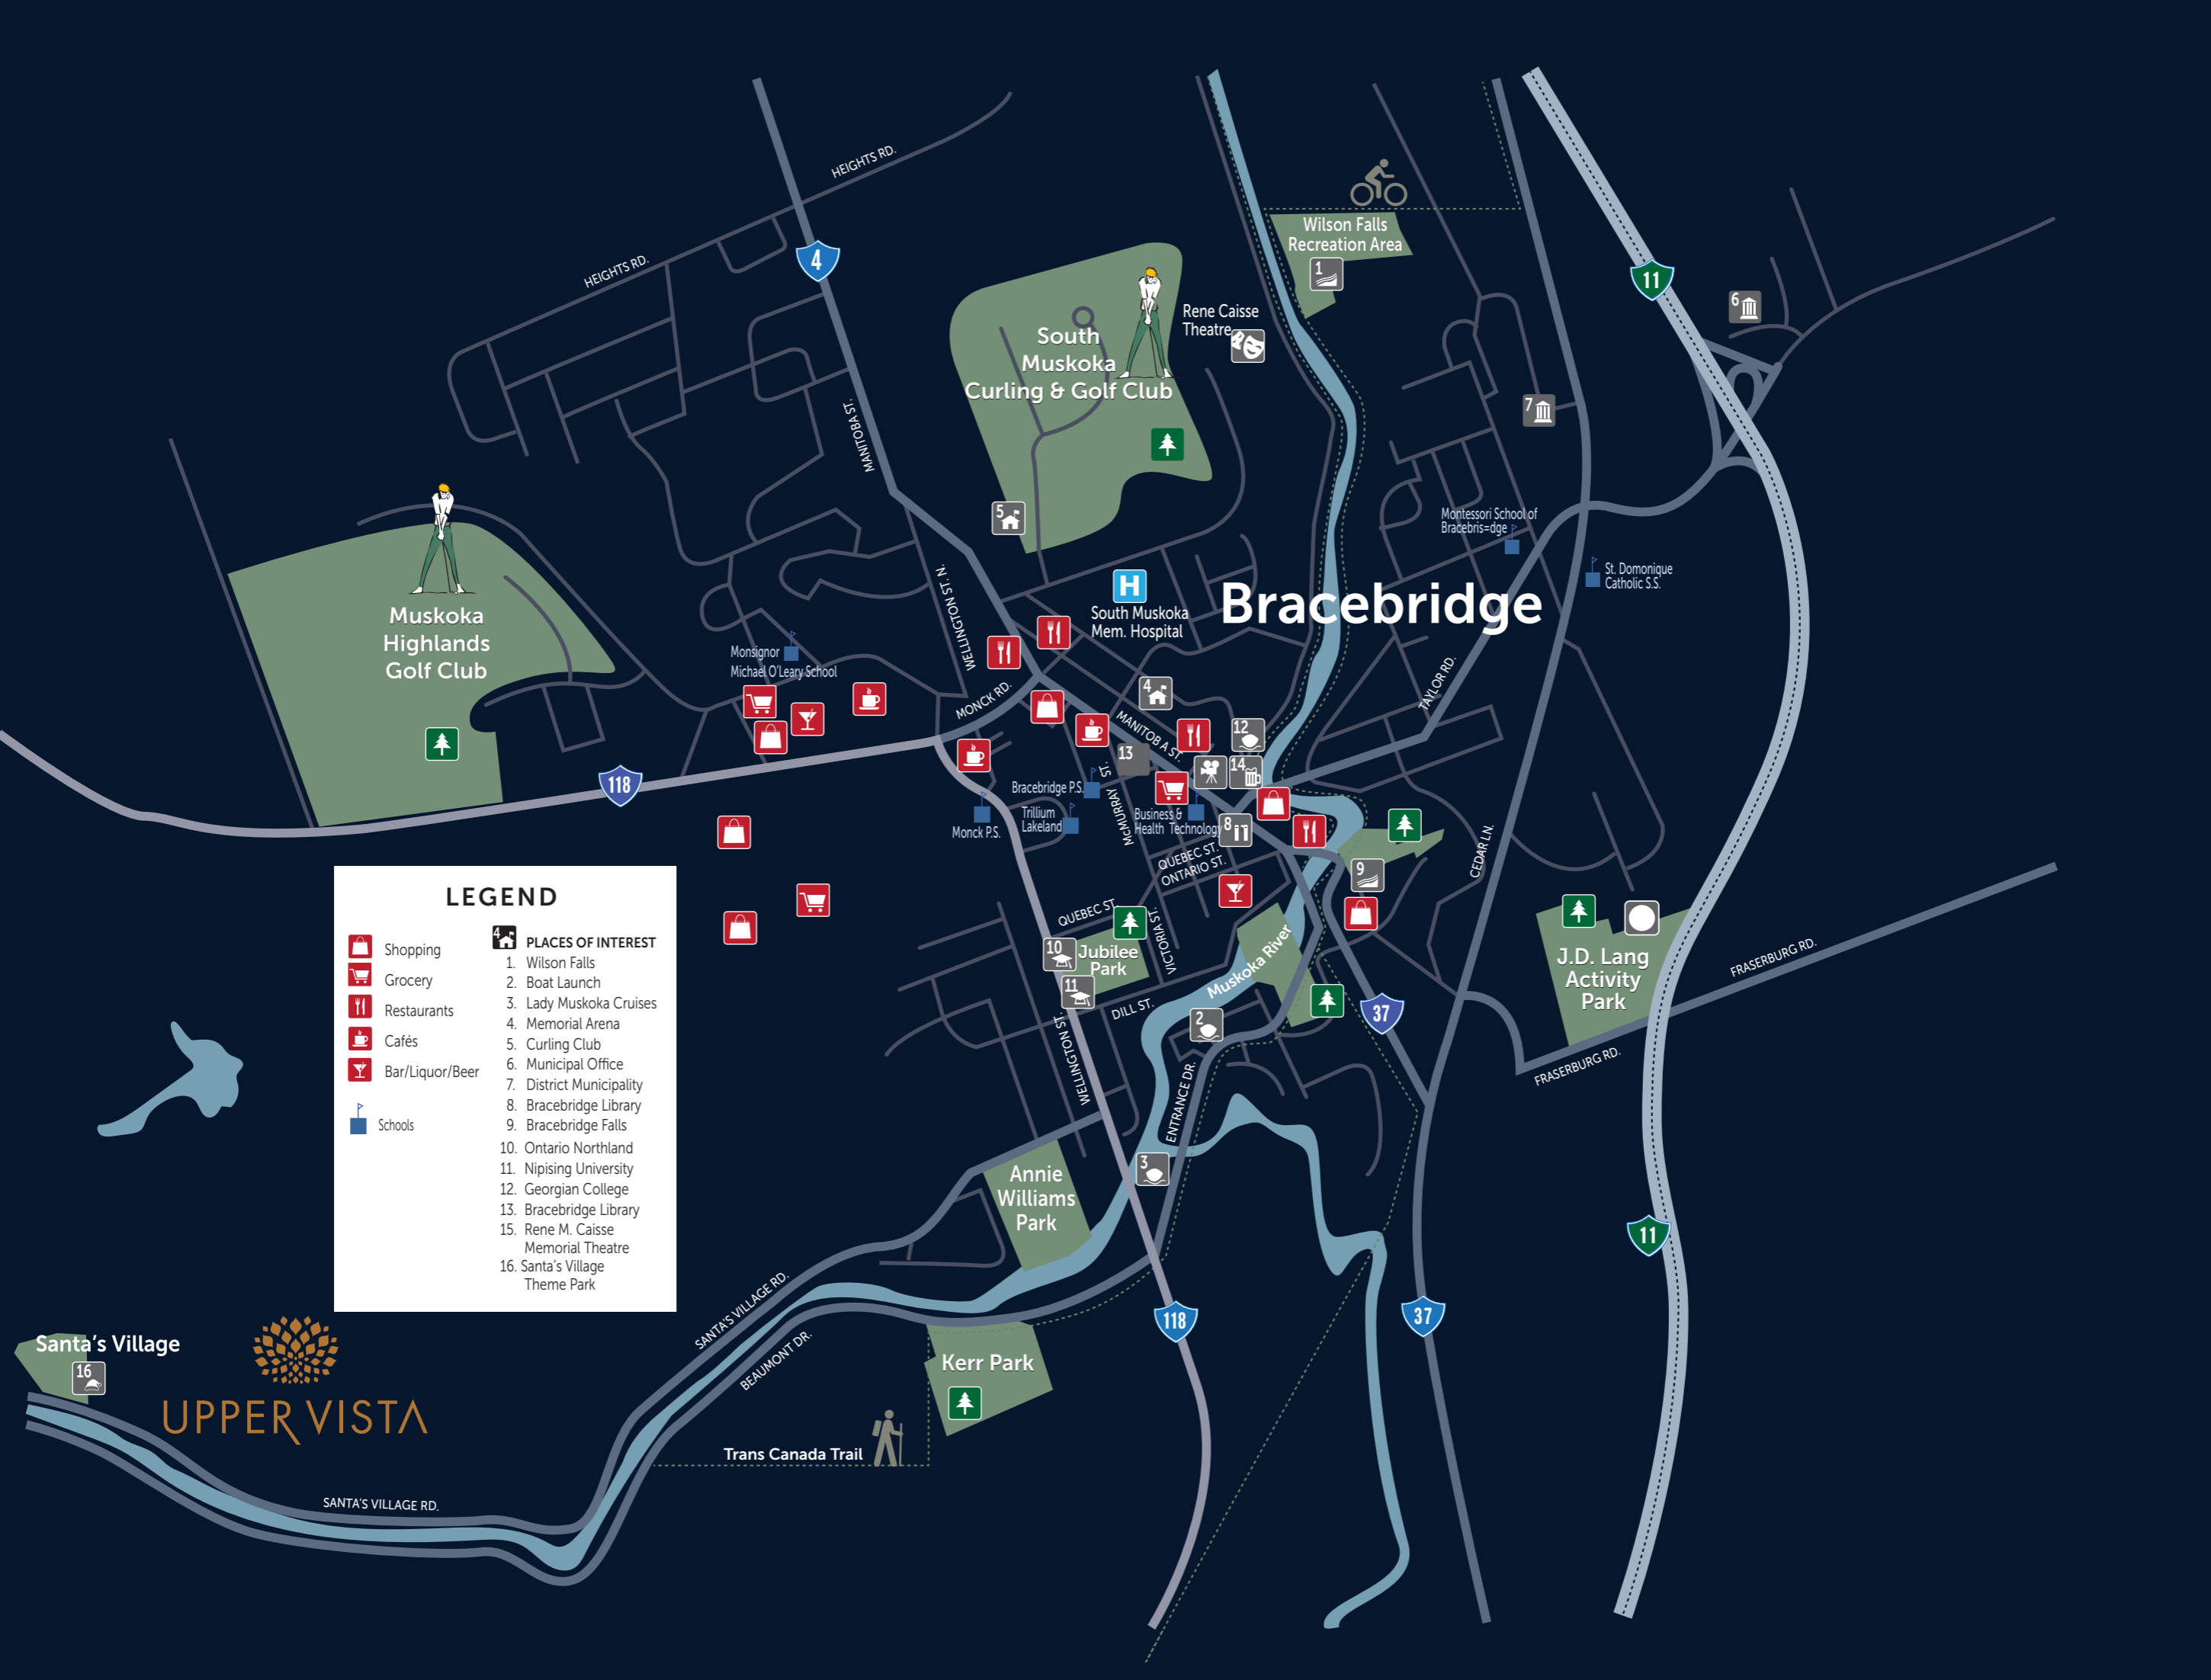 HEIGHTS RD.
HEIGHTS RD.
4
11
Wilson Falls
Recreation Area
1
6
Rene Caisse
Theatre
South
Muskoka
Curling & Golf Club
MANITOBA ST.
7
5
Montessori School of
Bracebris=dge
St. Domonique
Catholic S.S.
H
South Muskoka
Mem. Hospital
Bracebridge
WELLINGTON ST. N.
Muskoka
Highlands
Golf Club
Monsignor
Michael O'Leary School
MONCK RD.
4
TAYLOR RD.
MANITOBA ST.
12
13
14
118
Bracebridge P.S.
Trillium
Lakeland
Monck P.S.
MCMURRAY ST.
Business &
Health Technology
8
QUEBEC ST.
ONTARIO ST.
9
CEDAR LN.
QUEBEC ST.
VICTORIA ST.
10
Jubilee
Park
11
DILL ST.
Muskoka River
2
37
J.D. Lang
Activity
Park
FRASERBURG RD.
FRASERBURG RD.
WELLINGTON ST.
ENTRANCE DR.
3
Annie
Williams
Park
11
LEGEND
Shopping
Grocery
Restaurants
Cafés
Bar/Liquor/Beer
Schools
4
PLACES OF INTEREST
1. Wilson Falls
2. Boat Launch
3. Lady Muskoka Cruises
4. Memorial Arena
5. Curling Club
6. Municipal Office
7. District Municipality
8. Bracebridge Library
9. Bracebridge Falls
10. Ontario Northland
11. Nipising University
12. Georgian College
13. Bracebridge Library
15. Rene M. Caisse
Memorial Theatre
16. Santa's Village
Theme Park
SANTA'S VILLAGE RD.
BEAUMONT DR.
118
37
Kerr Park
Trans Canada Trail
Santa's Village
16
UPPER VISTA
SANTA'S VILLAGE RD.